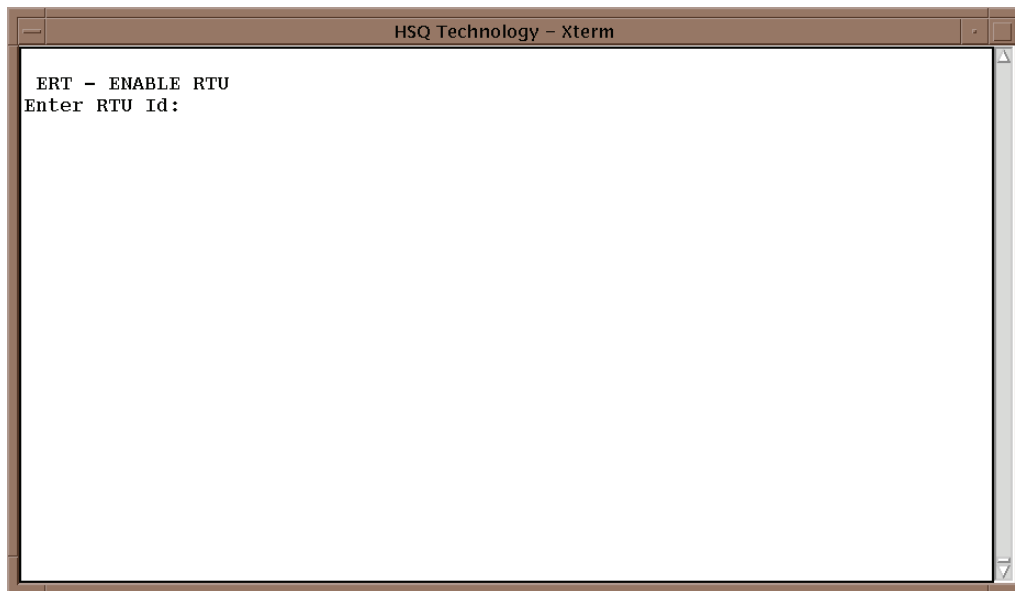 HSQ Technology – Xterm
ERT – ENABLE RTU
Enter RTU Id: